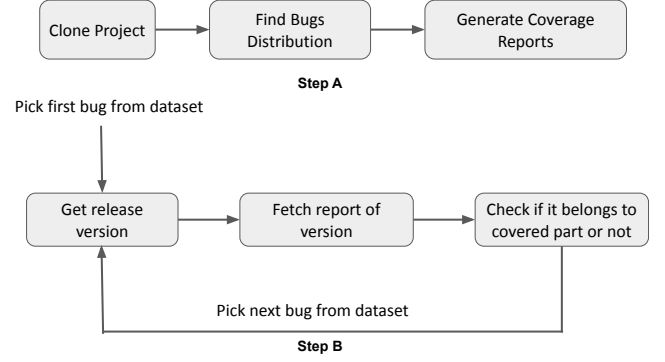 Clone Project
Find Bugs
Distribution
Generate Coverage
Reports
Step A
Pick first bug from dataset
Get release
version
Fetch report of
version
Check if it belongs to
covered part or not
Pick next bug from dataset
Step B